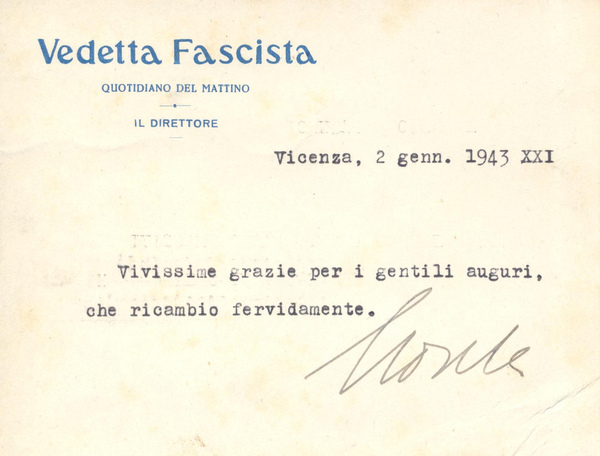 Vedetta Fascista
QUOTIDIANO DEL MATTINO
IL DIRETTORE
Vicenza, 2 genn. 1943 XXI
Vivissime grazie per i gentili auguri,
che ricambio fervidamente.